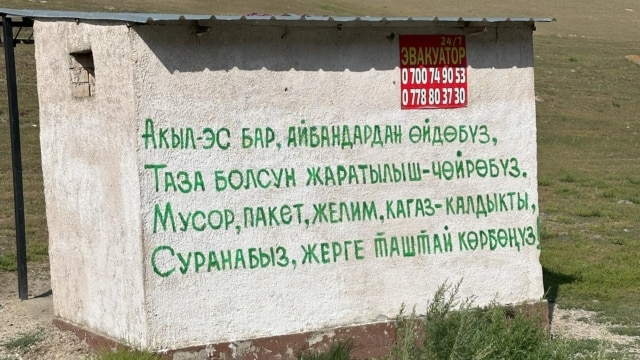 24/7
ЭВАКУАТОР
0 700 74 90 53
0 778 80 37 30
Акыл-эс бар, айбандардан өйдөбүз,
Таза болсун жаратылыш-чөйрөбүз.
Мусор, пакет, желим, кагаз-калдыкты,
Суранабыз, жерге таштай көрбөңүз!